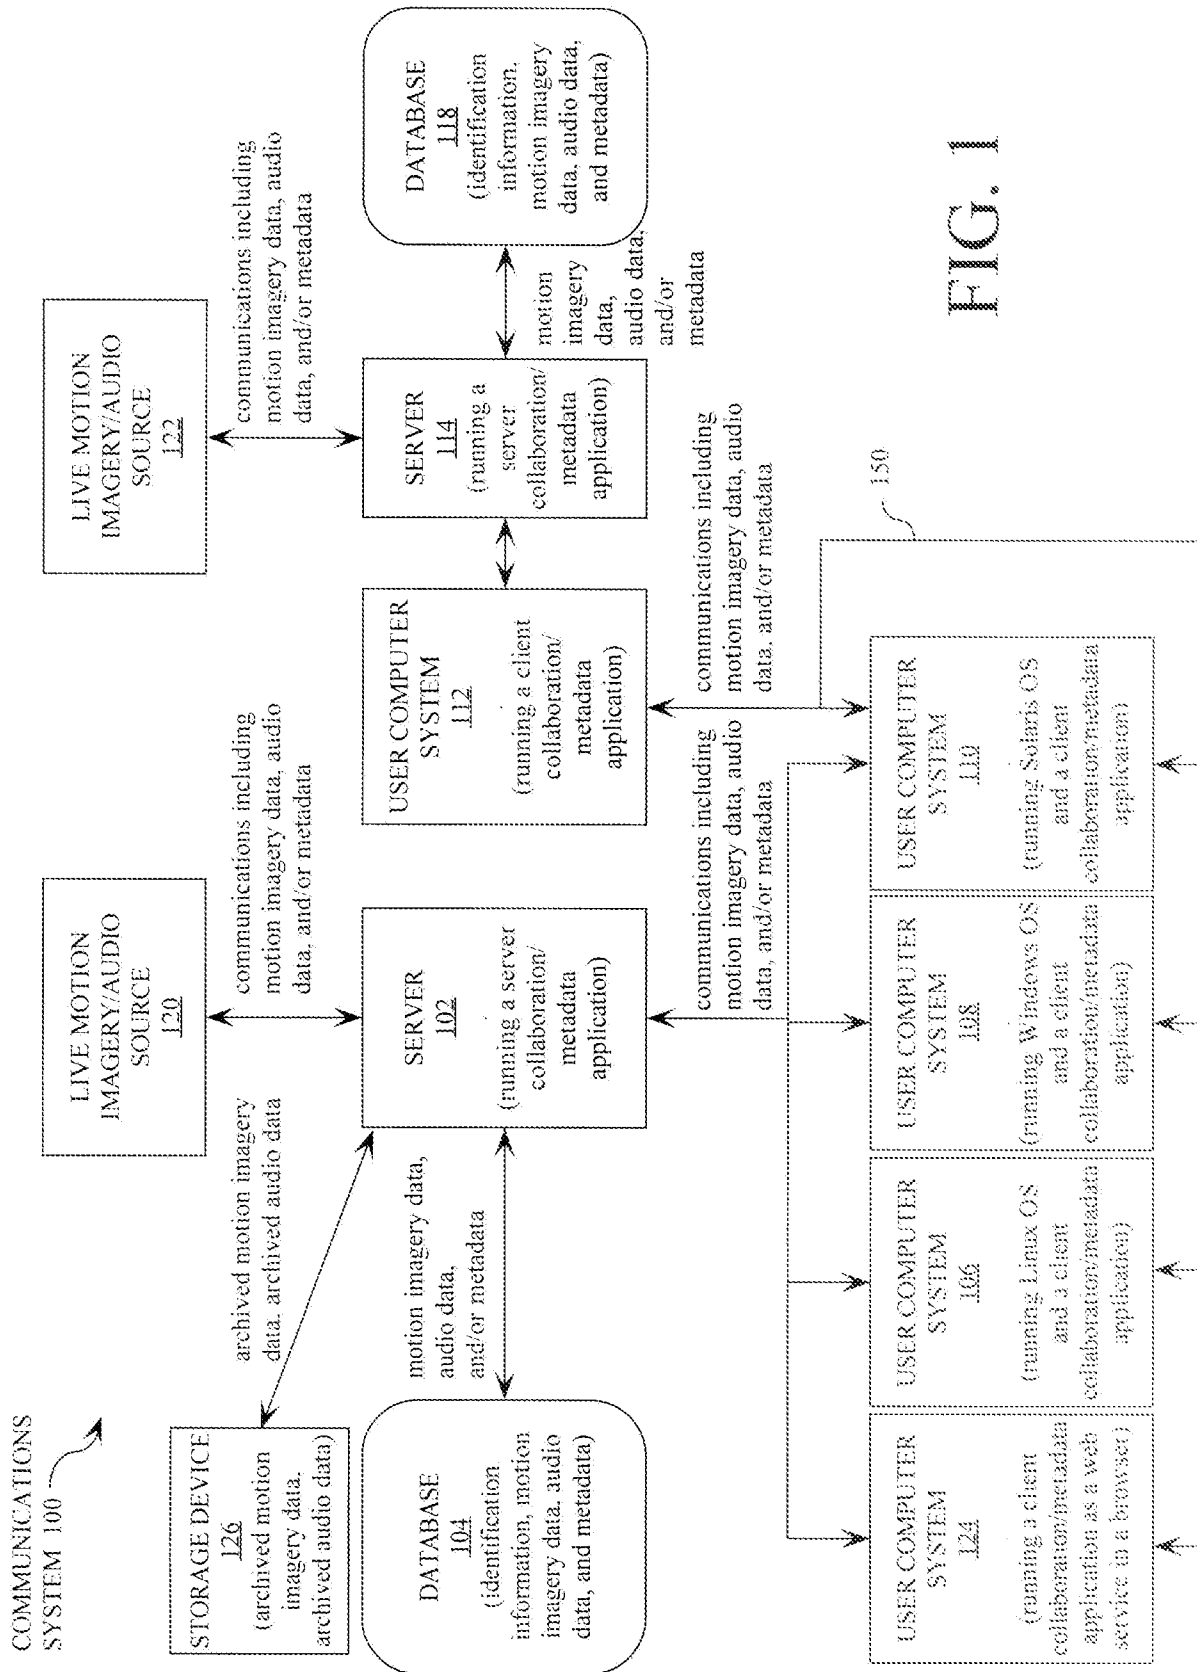 COMMUNICATIONS
SYSTEM 100
STORAGE DEVICE
126
(archived motion
imagery data,
archived audio data)
archived motion imagery
data, archived audio data
LIVE MOTION
IMAGERY/AUDIO
SOURCE
120
communications including
motion imagery data, audio
data, and/or metadata
LIVE MOTION
IMAGERY/AUDIO
SOURCE
122
communications including
motion imagery data, audio
data, and/or metadata
DATABASE
104
(identification
information, motion
imagery data, audio
data, and metadata)
motion imagery data,
audio data,
and/or metadata
SERVER
102
(running a server
collaboration/
metadata
application)
USER COMPUTER
SYSTEM
112
(running a client
collaboration/
metadata
application)
SERVER
114
(running a
server
collaboration/
metadata
application)
motion
imagery
data,
audio data,
and/or
metadata
DATABASE
118
(identification
information,
motion imagery
data, audio data,
and metadata)
communications including
motion imagery data, audio
data, and/or metadata
communications including
motion imagery data, audio
data, and/or metadata
150
USER COMPUTER
SYSTEM
124
(running a client
collaboration/metadata
application as a web
service in a browser)
USER COMPUTER
SYSTEM
106
(running Linux OS
and a client
collaboration/metadata
application)
USER COMPUTER
SYSTEM
108
(running Windows OS
and a client
collaboration/metadata
application)
USER COMPUTER
SYSTEM
110
(running Solaris OS
and a client
collaboration/metadata
application)
FIG. 1